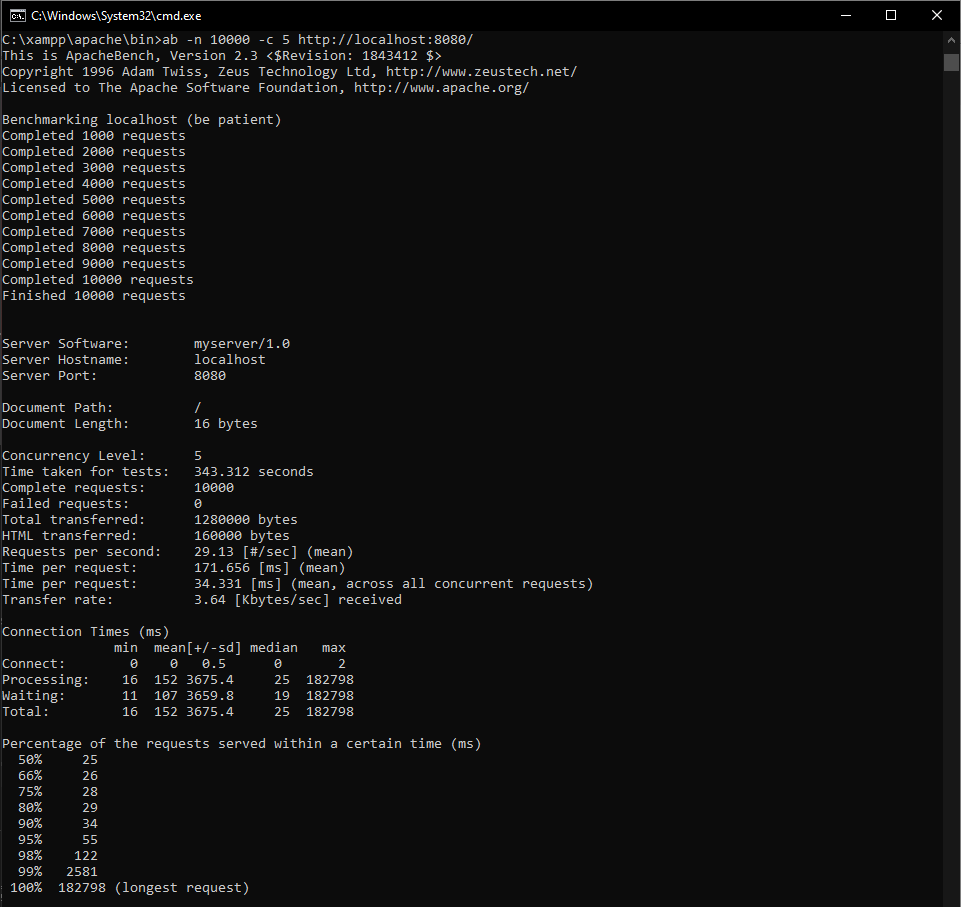 C:\Windows\System32\cmd.exe
C:\xampp\apache\bin>ab -n 10000 -c 5 http://localhost:8080/
This is ApacheBench, Version 2.3 <$Revision: 1843412 $>
Copyright 1996 Adam Twiss, Zeus Technology Ltd, http://www.zeustech.net/
Licensed to The Apache Software Foundation, http://www.apache.org/

Benchmarking localhost (be patient)
Completed 1000 requests
Completed 2000 requests
Completed 3000 requests
Completed 4000 requests
Completed 5000 requests
Completed 6000 requests
Completed 7000 requests
Completed 8000 requests
Completed 9000 requests
Completed 10000 requests
Finished 10000 requests


Server Software:        myserver/1.0
Server Hostname:        localhost
Server Port:            8080

Document Path:          /
Document Length:        16 bytes

Concurrency Level:      5
Time taken for tests:   343.312 seconds
Complete requests:      10000
Failed requests:        0
Total transferred:      1280000 bytes
HTML transferred:       160000 bytes
Requests per second:    29.13 [#/sec] (mean)
Time per request:       171.656 [ms] (mean)
Time per request:       34.331 [ms] (mean, across all concurrent requests)
Transfer rate:          3.64 [Kbytes/sec] received

Connection Times (ms)
              min  mean[+/-sd] median   max
Connect:        0    0   0.5      0       2
Processing:    16  152 3675.4     25  182798
Waiting:       11  107 3659.8     19  182798
Total:         16  152 3675.4     25  182798

Percentage of the requests served within a certain time (ms)
  50%     25
  66%     26
  75%     28
  80%     29
  90%     34
  95%     55
  98%    122
  99%   2581
 100%  182798 (longest request)